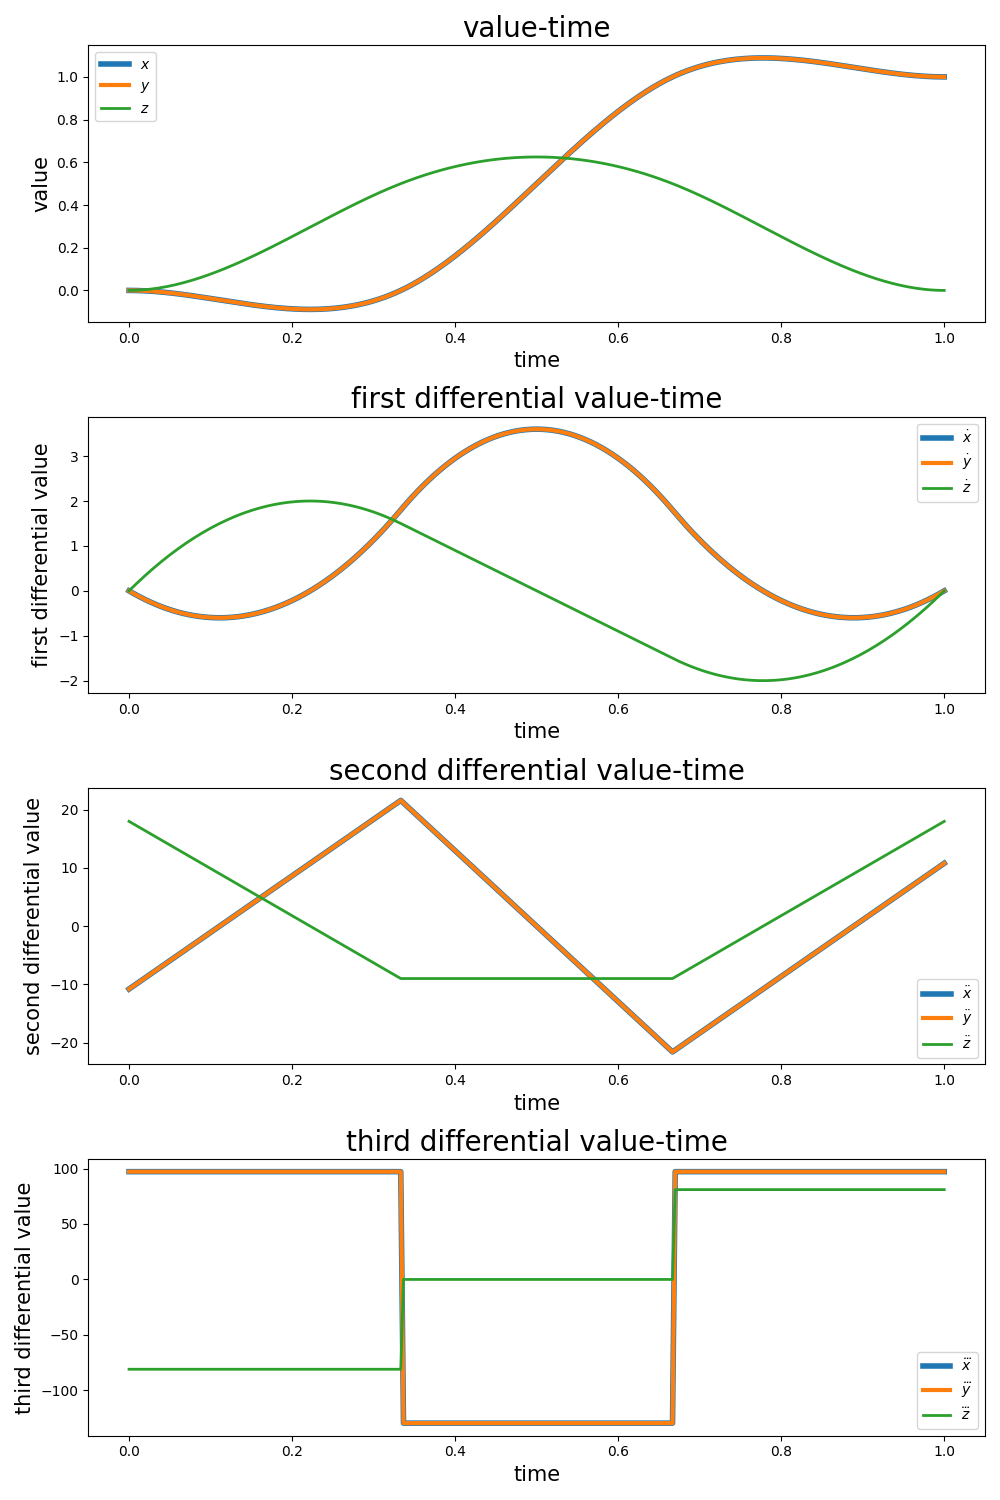 value-time
value
1.0
0.8
0.6
0.4
0.2
0.0
x
y
z
0.0 0.2 0.4 0.6 0.8 1.0
time
first differential value-time
first differential value
3
2
1
0
−1
−2
ẋ
ẏ
ż
0.0 0.2 0.4 0.6 0.8 1.0
time
second differential value-time
second differential value
20
10
0
−10
−20
ẍ
ÿ
z̈
0.0 0.2 0.4 0.6 0.8 1.0
time
third differential value-time
third differential value
100
50
0
−50
−100
x⃛
y⃛
z⃛
0.0 0.2 0.4 0.6 0.8 1.0
time